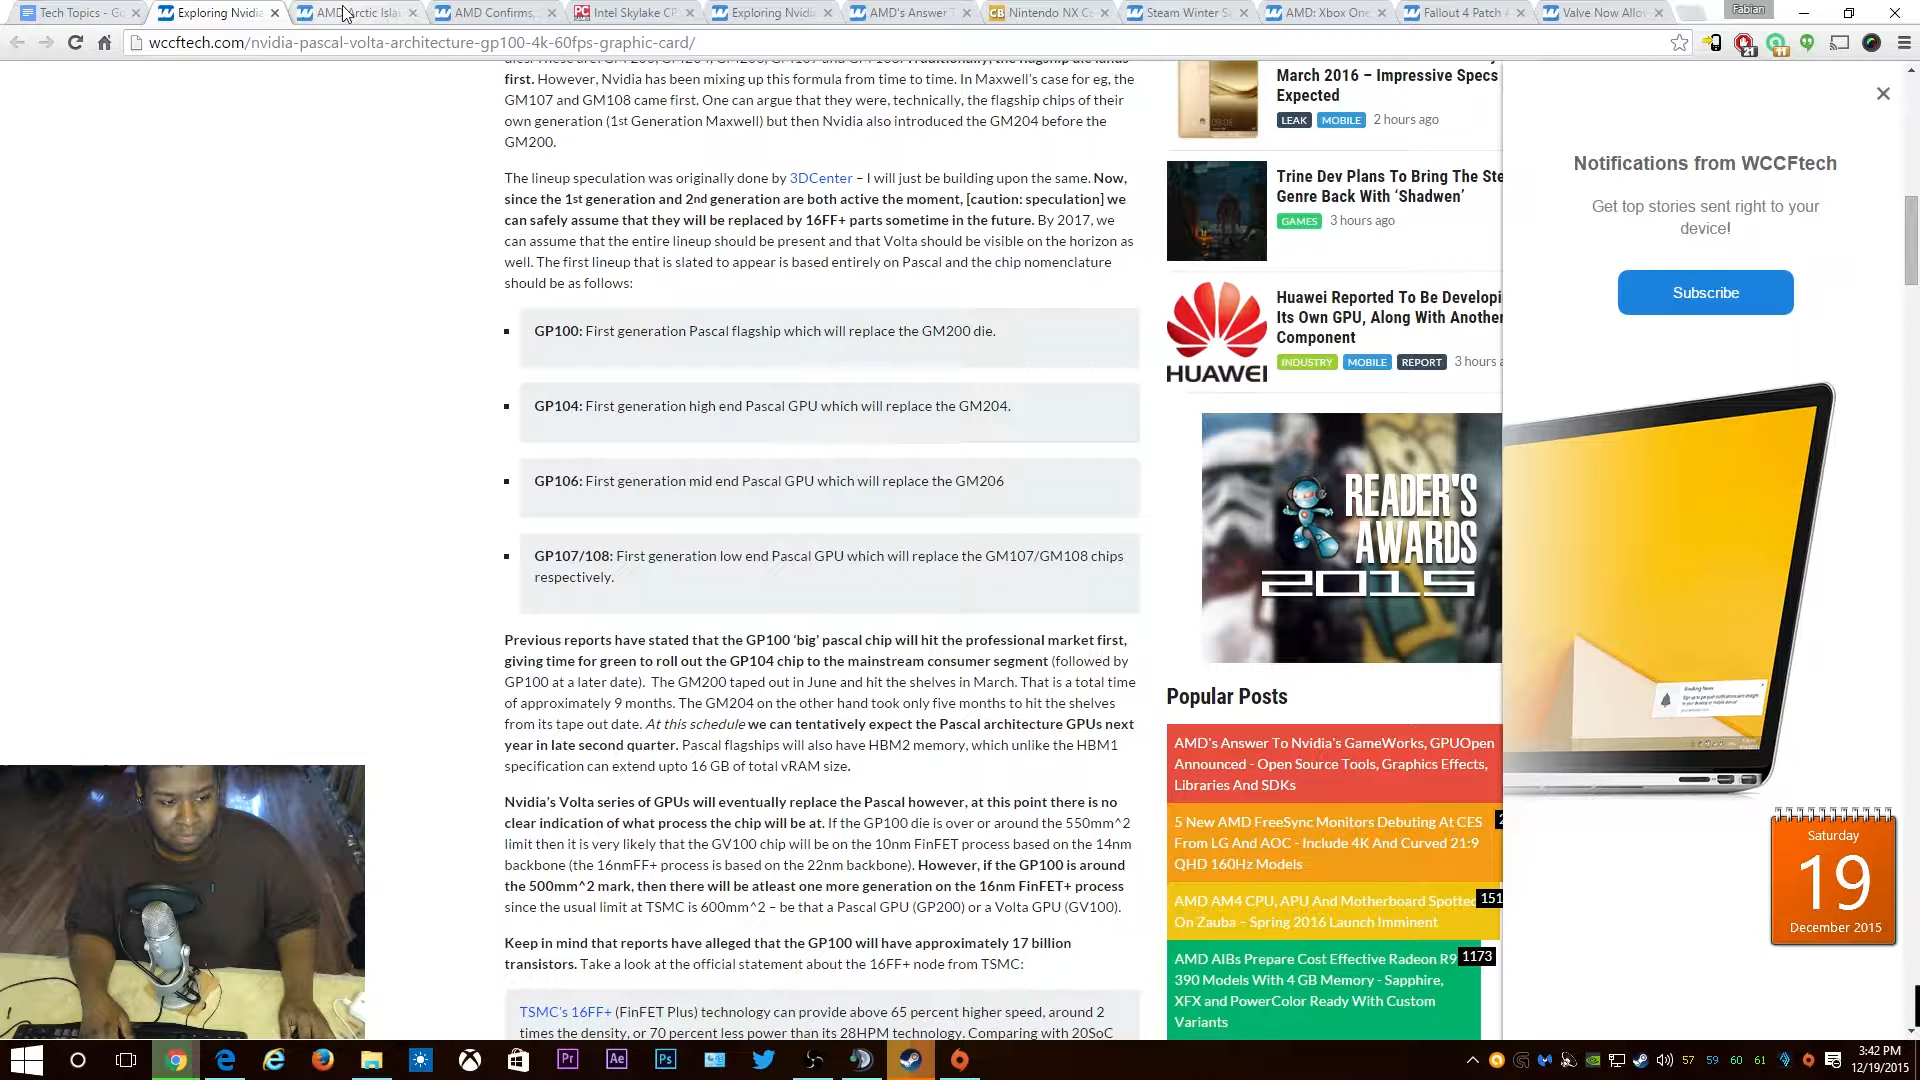 Tech Topics - Go
Exploring Nvidia
AMD Arctic Isla
AMD Confirms,
Intel Skylake CP
Exploring Nvidi
AMD's Answer T
Nintendo NX C
Steam Winter S
AMD: Xbox One
Fallout 4 Patch
Valve Now Allo
Fabian
wccftech.com/nvidia-pascal-volta-architecture-gp100-4k-60fps-graphic-card/
21
11
first. However, Nvidia has been mixing up this formula from time to time. In Maxwell's case for eg, the
GM107 and GM108 came first. One can argue that they were, technically, the flagship chips of their
own generation (1st Generation Maxwell) but then Nvidia also introduced the GM204 before the
GM200.
The lineup speculation was originally done by 3DCenter – I will just be building upon the same. Now,
since the 1st generation and 2nd generation are both active the moment, [caution: speculation] we
can safely assume that they will be replaced by 16FF+ parts sometime in the future. By 2017, we
can assume that the entire lineup should be present and that Volta should be visible on the horizon as
well. The first lineup that is slated to appear is based entirely on Pascal and the chip nomenclature
should be as follows:
GP100: First generation Pascal flagship which will replace the GM200 die.
GP104: First generation high end Pascal GPU which will replace the GM204.
GP106: First generation mid end Pascal GPU which will replace the GM206
GP107/108: First generation low end Pascal GPU which will replace the GM107/GM108 chips
respectively.
Previous reports have stated that the GP100 ‘big’ pascal chip will hit the professional market first,
giving time for green to roll out the GP104 chip to the mainstream consumer segment (followed by
GP100 at a later date). The GM200 taped out in June and hit the shelves in March. That is a total time
of approximately 9 months. The GM204 on the other hand took only five months to hit the shelves
from its tape out date. At this schedule we can tentatively expect the Pascal architecture GPUs next
year in late second quarter. Pascal flagships will also have HBM2 memory, which unlike the HBM1
specification can extend upto 16 GB of total vRAM size.
Nvidia’s Volta series of GPUs will eventually replace the Pascal however, at this point there is no
clear indication of what process the chip will be at. If the GP100 die is over or around the 550mm^2
limit then it is very likely that the GV100 chip will be on the 10nm FinFET process based on the 14nm
backbone (the 16nmFF+ process is based on the 22nm backbone). However, if the GP100 is around
the 500mm^2 mark, then there will be atleast one more generation on the 16nm FinFET+ process
since the usual limit at TSMC is 600mm^2 – be that a Pascal GPU (GP200) or a Volta GPU (GV100).
Keep in mind that reports have alleged that the GP100 will have approximately 17 billion
transistors. Take a look at the official statement about the 16FF+ node from TSMC:
TSMC's 16FF+ (FinFET Plus) technology can provide above 65 percent higher speed, around 2
times the density, or 70 percent less power than its 28HPM technology. Comparing with 20SoC
March 2016 – Impressive Specs
Expected
LEAK MOBILE 2 hours ago
Trine Dev Plans To Bring The Ste
Genre Back With ‘Shadwen’
GAMES 3 hours ago
HUAWEI
Huawei Reported To Be Developi
Its Own GPU, Along With Another
Component
INDUSTRY MOBILE REPORT 3 hours a
READER'S
AWARDS
2015
Popular Posts
AMD's Answer To Nvidia's GameWorks, GPUOpen
Announced - Open Source Tools, Graphics Effects,
Libraries And SDKs
5 New AMD FreeSync Monitors Debuting At CES
From LG And AOC - Include 4K And Curved 21:9
QHD 160Hz Models
AMD AM4 CPU, APU And Motherboard Spotted
On Zauba – Spring 2016 Launch Imminent
151
AMD AIBs Prepare Cost Effective Radeon R9
390 Models With 4 GB Memory - Sapphire,
XFX and PowerColor Ready With Custom
Variants
1173
Notifications from WCCFtech
Get top stories sent right to your
device!
Subscribe
Saturday
19
December 2015
Pr
Ae
Ps
57 59 60 61
3:42 PM
12/19/2015